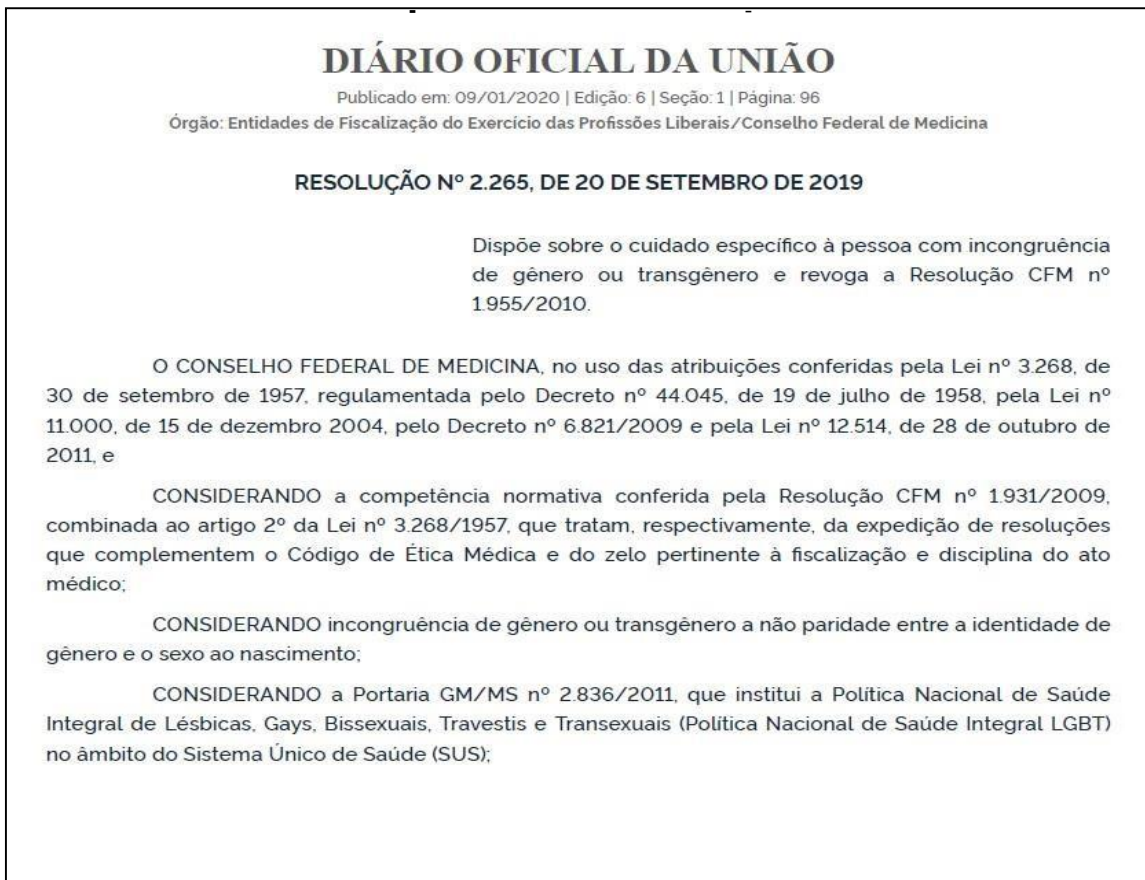 DIÁRIO OFICIAL DA UNIÃO
Publicado em: 09/01/2020 | Edição: 6 | Seção: 1 | Página: 96
Órgão: Entidades de Fiscalização do Exercício das Profissões Liberais/Conselho Federal de Medicina
RESOLUÇÃO Nº 2.265, DE 20 DE SETEMBRO DE 2019
Dispõe sobre o cuidado específico à pessoa com incongruência
de gênero ou transgênero e revoga a Resolução CFM nº
1.955/2010.
O CONSELHO FEDERAL DE MEDICINA, no uso das atribuições conferidas pela Lei nº 3.268, de
30 de setembro de 1957, regulamentada pelo Decreto nº 44.045, de 19 de julho de 1958, pela Lei nº
11.000, de 15 de dezembro 2004, pelo Decreto nº 6.821/2009 e pela Lei nº 12.514, de 28 de outubro de
2011, e
CONSIDERANDO a competência normativa conferida pela Resolução CFM nº 1.931/2009,
combinada ao artigo 2º da Lei nº 3.268/1957, que tratam, respectivamente, da expedição de resoluções
que complementem o Código de Ética Médica e do zelo pertinente à fiscalização e disciplina do ato
médico;
CONSIDERANDO incongruência de gênero ou transgênero a não paridade entre a identidade de
gênero e o sexo ao nascimento;
CONSIDERANDO a Portaria GM/MS nº 2.836/2011, que institui a Política Nacional de Saúde
Integral de Lésbicas, Gays, Bissexuais, Travestis e Transexuais (Política Nacional de Saúde Integral LGBT)
no âmbito do Sistema Único de Saúde (SUS);